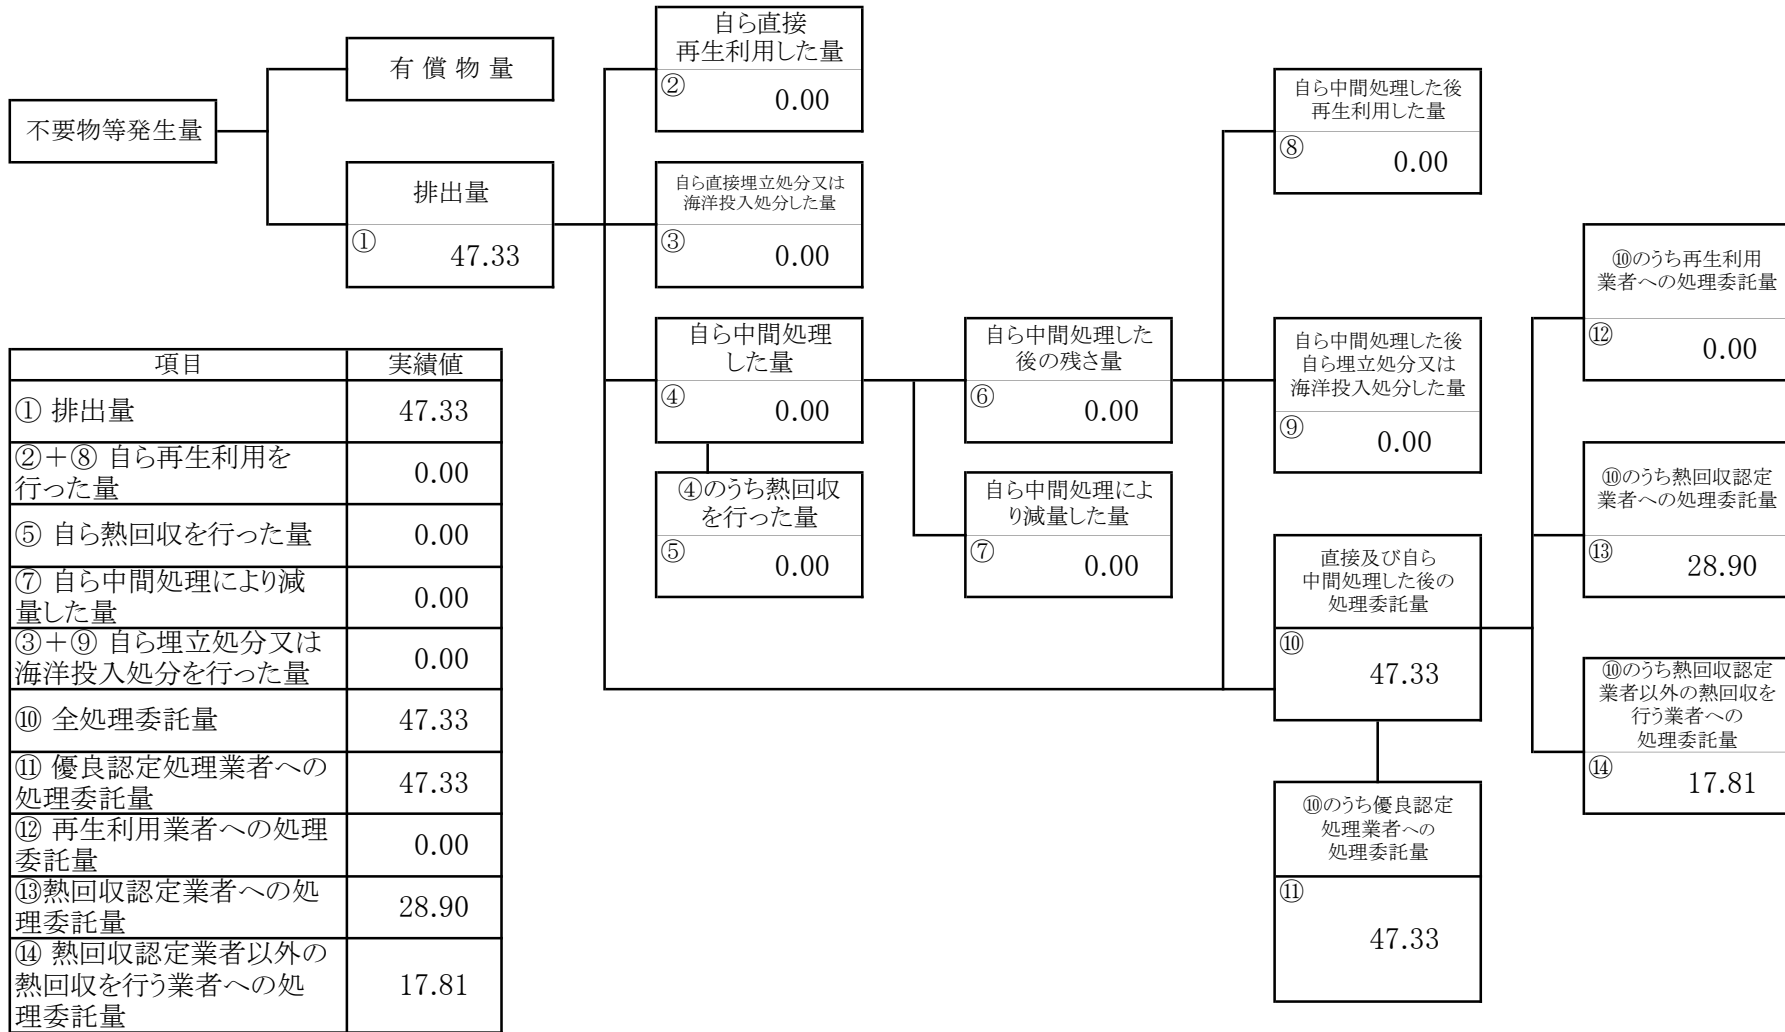 不要物等発生量
有償物量
排出量
①
47.33
自ら直接
再生利用した量
②
0.00
自ら直接埋立処分又は
海洋投入処分した量
③
0.00
自ら中間処理
した量
④
0.00
④のうち熱回収
を行った量
⑤
0.00
自ら中間処理した
後の残さ量
⑥
0.00
自ら中間処理によ
り減量した量
⑦
0.00
自ら中間処理した後
再生利用した量
⑧
0.00
自ら中間処理した後
自ら埋立処分又は
海洋投入処分した量
⑨
0.00
直接及び自ら
中間処理した後の
処理委託量
⑩
47.33
⑩のうち優良認定
処理業者への
処理委託量
⑪
47.33
⑩のうち再生利用
業者への処理委託量
⑫
0.00
⑩のうち熱回収認定
業者への処理委託量
⑬
28.90
⑩のうち熱回収認定
業者以外の熱回収を
行う業者への
処理委託量
⑭
17.81
項目 実績値
① 排出量 47.33
②＋⑧ 自ら再生利用を
行った量 0.00
⑤ 自ら熱回収を行った量 0.00
⑦ 自ら中間処理により減
量した量 0.00
③＋⑨ 自ら埋立処分又は
海洋投入処分を行った量 0.00
⑩ 全処理委託量 47.33
⑪ 優良認定処理業者への
処理委託量 47.33
⑫ 再生利用業者への処理
委託量 0.00
⑬熱回収認定業者への処
理委託量 28.90
⑭ 熱回収認定業者以外の
熱回収を行う業者への処
理委託量 17.81